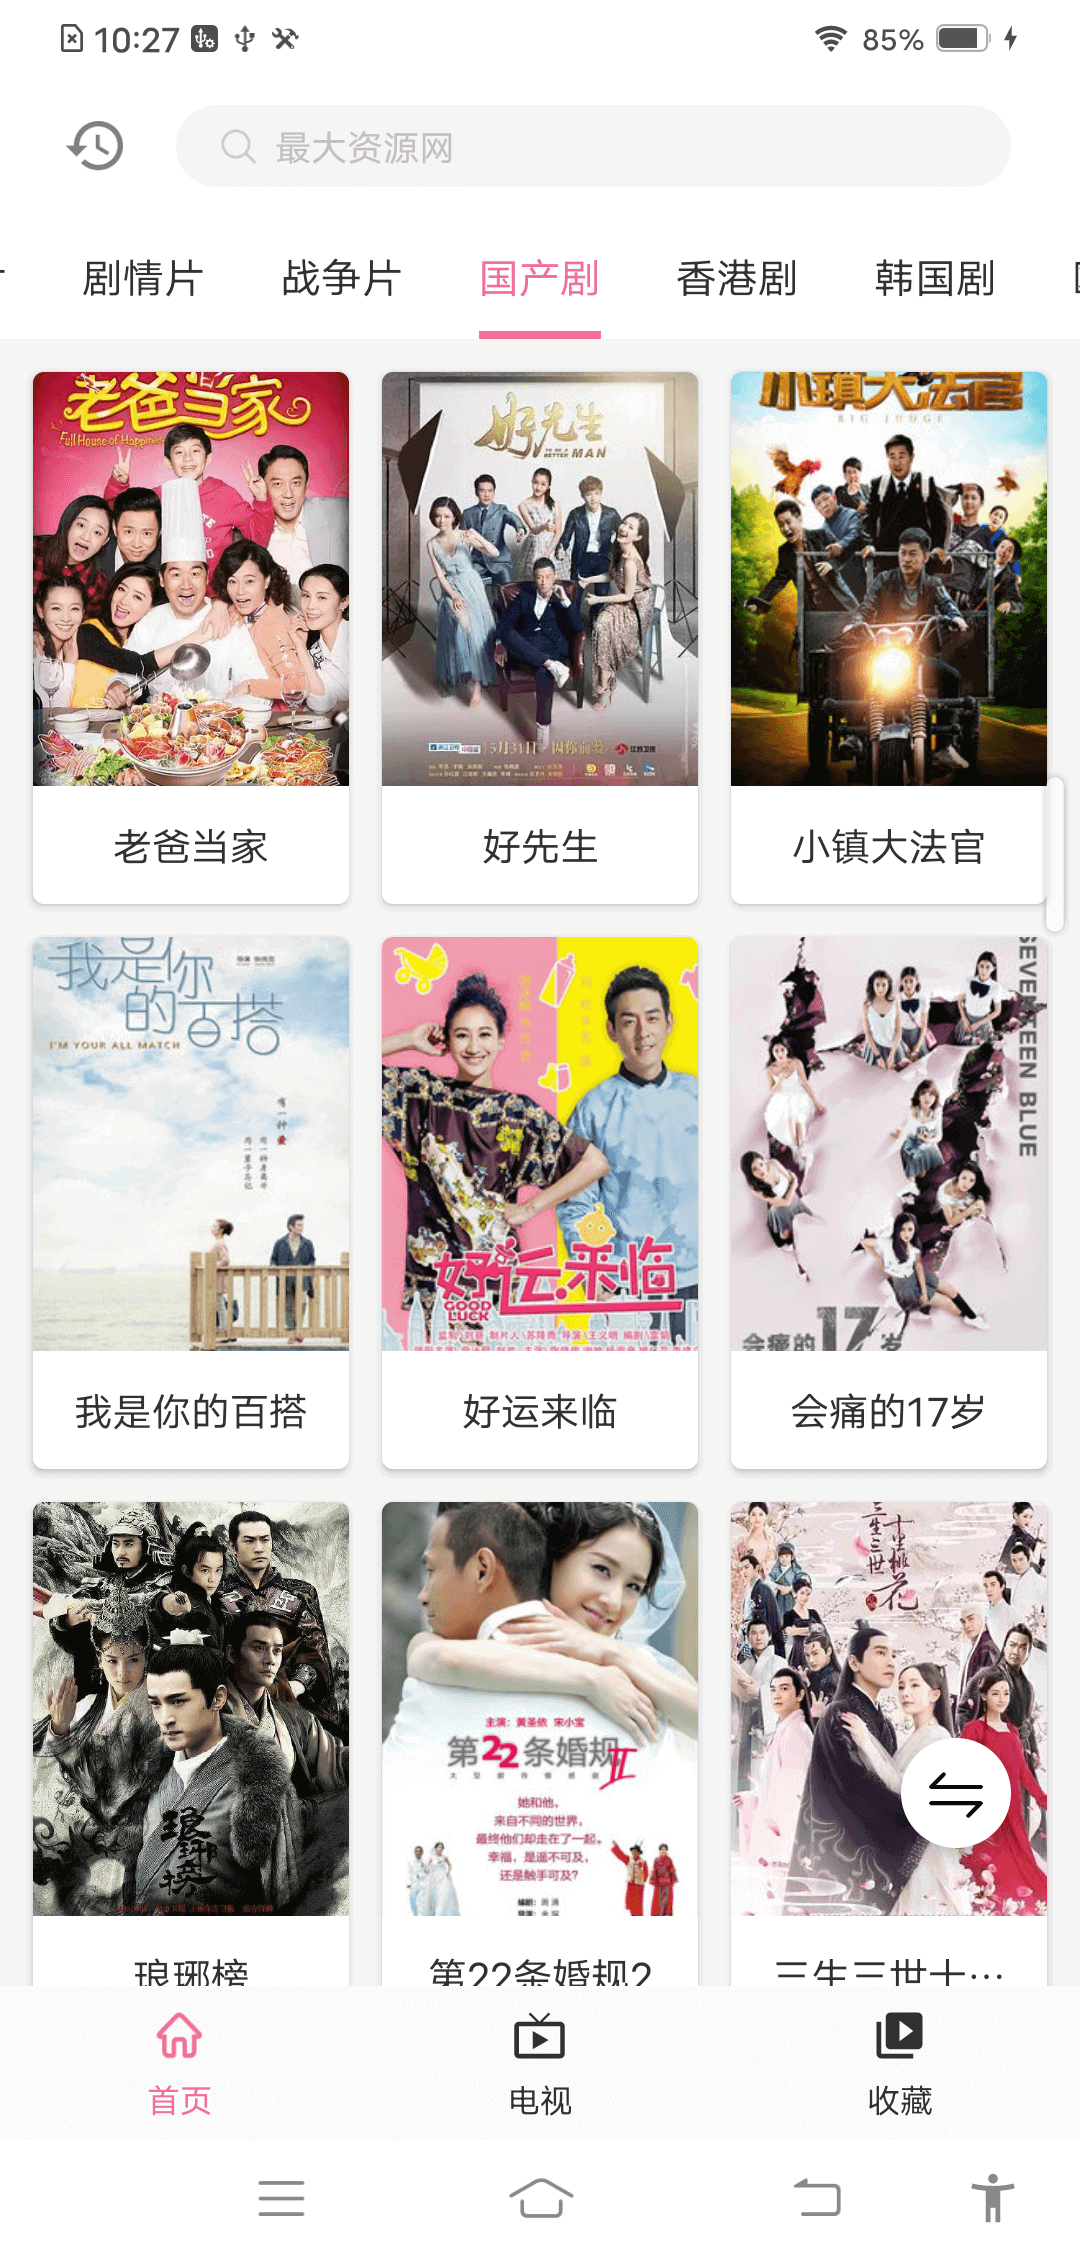 10:27
85%
最大资源网
剧情片
战争片
国产剧
香港剧
韩国剧
老爸当家
Full House of Happiness
好先生
TO BE A
BETTER MAN
5月31日
江苏卫视
小镇大法官
BIG JUDGE
老爸当家
好先生
小镇大法官
我是你
的百搭
I'M YOUR ALL MATCH
好运来临
GOOD
LUCK
SEVENTEEN BLUE
会痛的17岁
我是你的百搭
好运来临
会痛的17岁
琅琊榜
主演：黄圣依 宋小宝
第22条婚规II
她和他，
来自不同的世界，
最终他们却走在了一起。
幸福，是遥不可及，
还是触手可及？
三生三世
十里桃花
琅琊榜
第22条婚规2
三生三世十…
首页
电视
收藏